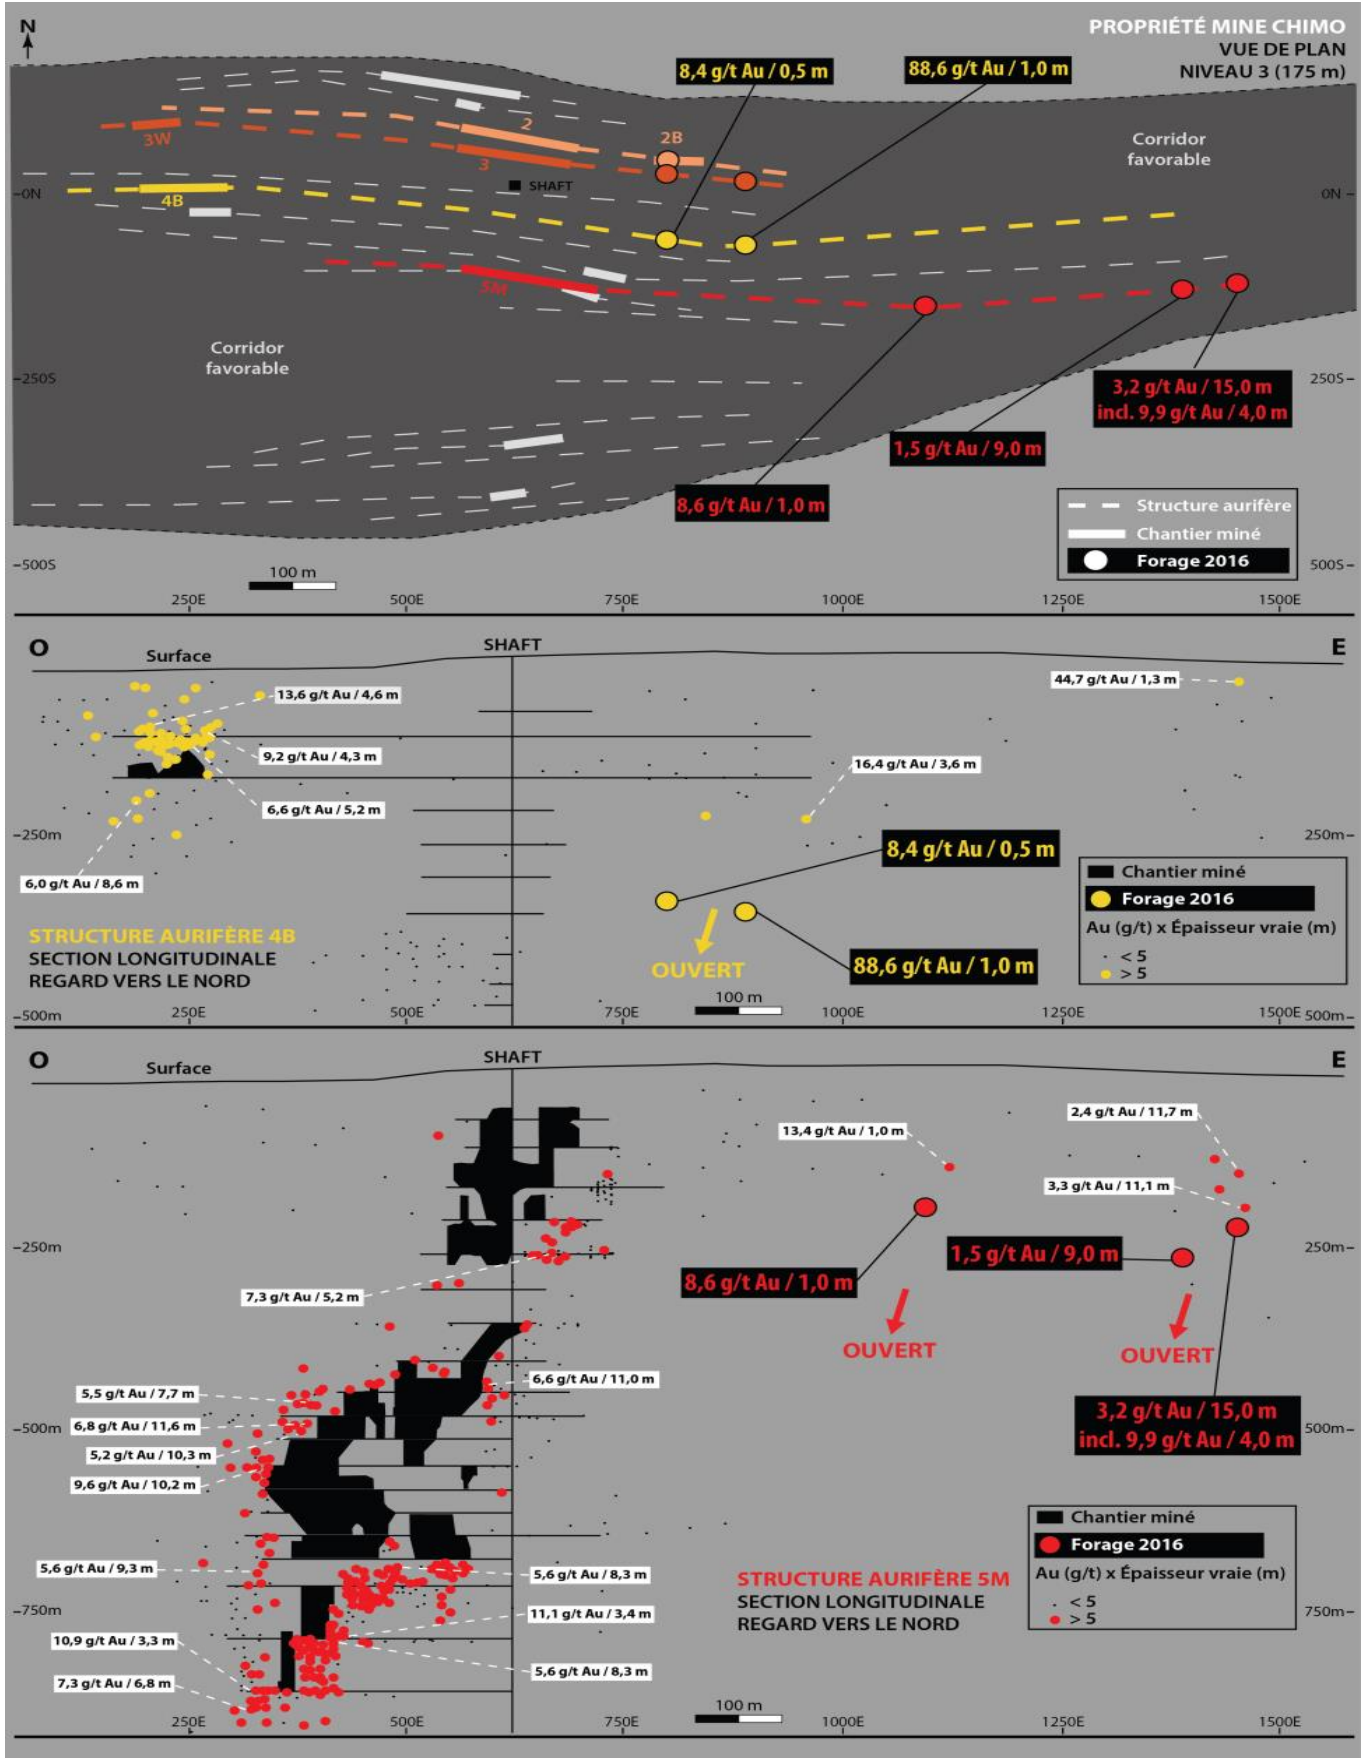 N
PROPRIÉTÉ MINE CHIMO
VUE DE PLAN
NIVEAU 3 (175 m)
8,4 g/t Au / 0,5 m
88,6 g/t Au / 1,0 m
2
2B
3W
3
Corridor
favorable
SHAFT
0N
0N
4B
5M
Corridor
favorable
250S
250S
3,2 g/t Au / 15,0 m
incl. 9,9 g/t Au / 4,0 m
1,5 g/t Au / 9,0 m
8,6 g/t Au / 1,0 m
Structure aurifère
Chantier miné
Forage 2016
500S
500S
100 m
250E
500E
750E
1000E
1250E
1500E
O
Surface
SHAFT
E
13,6 g/t Au / 4,6 m
44,7 g/t Au / 1,3 m
9,2 g/t Au / 4,3 m
16,4 g/t Au / 3,6 m
6,6 g/t Au / 5,2 m
250m
250m
8,4 g/t Au / 0,5 m
6,0 g/t Au / 8,6 m
Chantier miné
Forage 2016
Au (g/t) x Épaisseur vraie (m)
< 5
> 5
STRUCTURE AURIFÈRE 4B
SECTION LONGITUDINALE
REGARD VERS LE NORD
OUVERT
88,6 g/t Au / 1,0 m
100 m
500m
250E
500E
750E
1000E
1250E
1500E
500m
O
Surface
SHAFT
E
2,4 g/t Au / 11,7 m
13,4 g/t Au / 1,0 m
3,3 g/t Au / 11,1 m
250m
250m
1,5 g/t Au / 9,0 m
8,6 g/t Au / 1,0 m
7,3 g/t Au / 5,2 m
OUVERT
OUVERT
5,5 g/t Au / 7,7 m
6,6 g/t Au / 11,0 m
6,8 g/t Au / 11,6 m
3,2 g/t Au / 15,0 m
incl. 9,9 g/t Au / 4,0 m
500m
500m
5,2 g/t Au / 10,3 m
9,6 g/t Au / 10,2 m
Chantier miné
Forage 2016
Au (g/t) x Épaisseur vraie (m)
< 5
> 5
5,6 g/t Au / 9,3 m
5,6 g/t Au / 8,3 m
STRUCTURE AURIFÈRE 5M
SECTION LONGITUDINALE
REGARD VERS LE NORD
750m
750m
11,1 g/t Au / 3,4 m
10,9 g/t Au / 3,3 m
5,6 g/t Au / 8,3 m
7,3 g/t Au / 6,8 m
100 m
250E
500E
750E
1000E
1250E
1500E